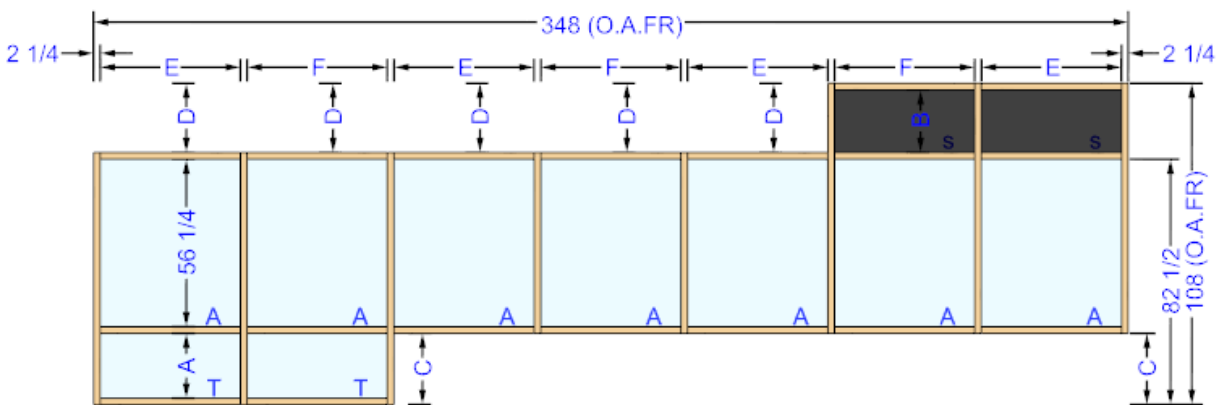 348 (O.A.FR)
2 1/4
2 1/4
E F E F E F E
D D D D D B
S S
56 1/4
82 1/2
108 (O.A.FR)
A A A A A A A
A C C
T T